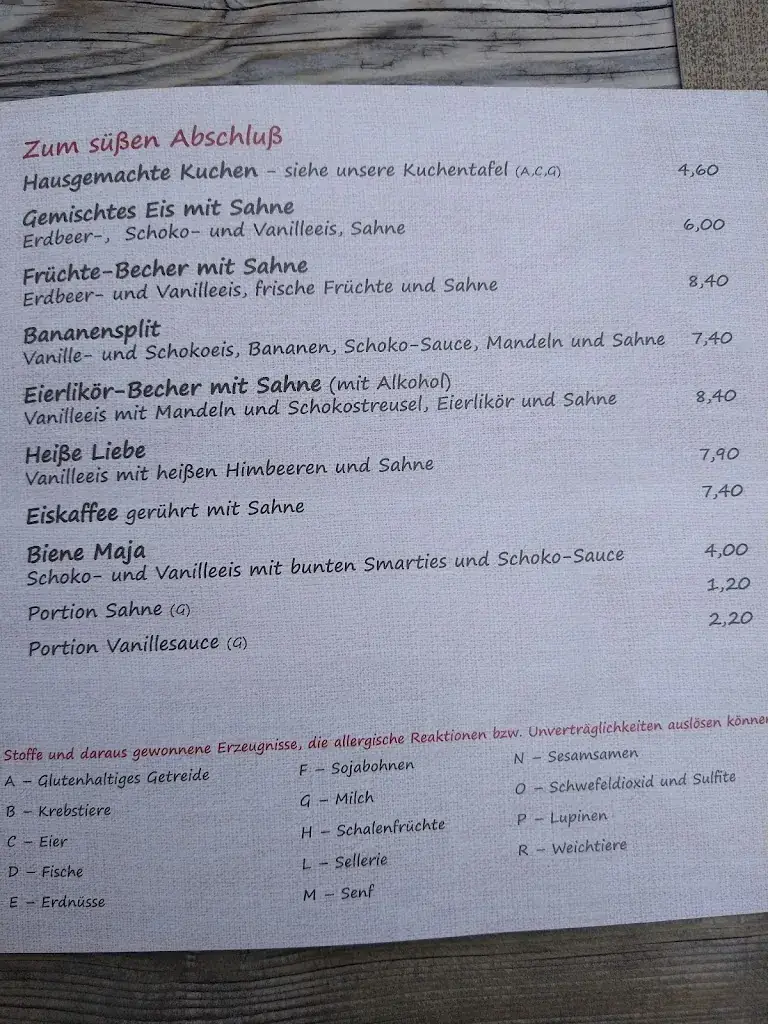 Zum süßen Abschluß
Hausgemachte Kuchen – siehe unsere Kuchentafel (A,C,G) 4,60
Gemischtes Eis mit Sahne
Erdbeer-, Schoko- und Vanilleeis, Sahne 6,00
Früchte-Becher mit Sahne
Erdbeer- und Vanilleeis, frische Früchte und Sahne 8,40
Bananensplit
Vanille- und Schokoeis, Bananen, Schoko-Sauce, Mandeln und Sahne 7,40
Eierlikör-Becher mit Sahne (mit Alkohol)
Vanilleeis mit Mandeln und Schokostreusel, Eierlikör und Sahne 8,40
Heiße Liebe
Vanilleeis mit heißen Himbeeren und Sahne 7,90
Eiskaffee gerührt mit Sahne 7,40
Biene Maja
Schoko- und Vanilleeis mit bunten Smarties und Schoko-Sauce 4,00
Portion Sahne (G) 1,20
Portion Vanillesauce (G) 2,20
Stoffe und daraus gewonnene Erzeugnisse, die allergische Reaktionen bzw. Unverträglichkeiten auslösen können
A – Glutenhaltiges Getreide
B – Krebstiere
C – Eier
D – Fische
E – Erdnüsse
F – Sojabohnen
G – Milch
H – Schalenfrüchte
L – Sellerie
M – Senf
N – Sesamsamen
O – Schwefeldioxid und Sulfite
P – Lupinen
R – Weichtiere